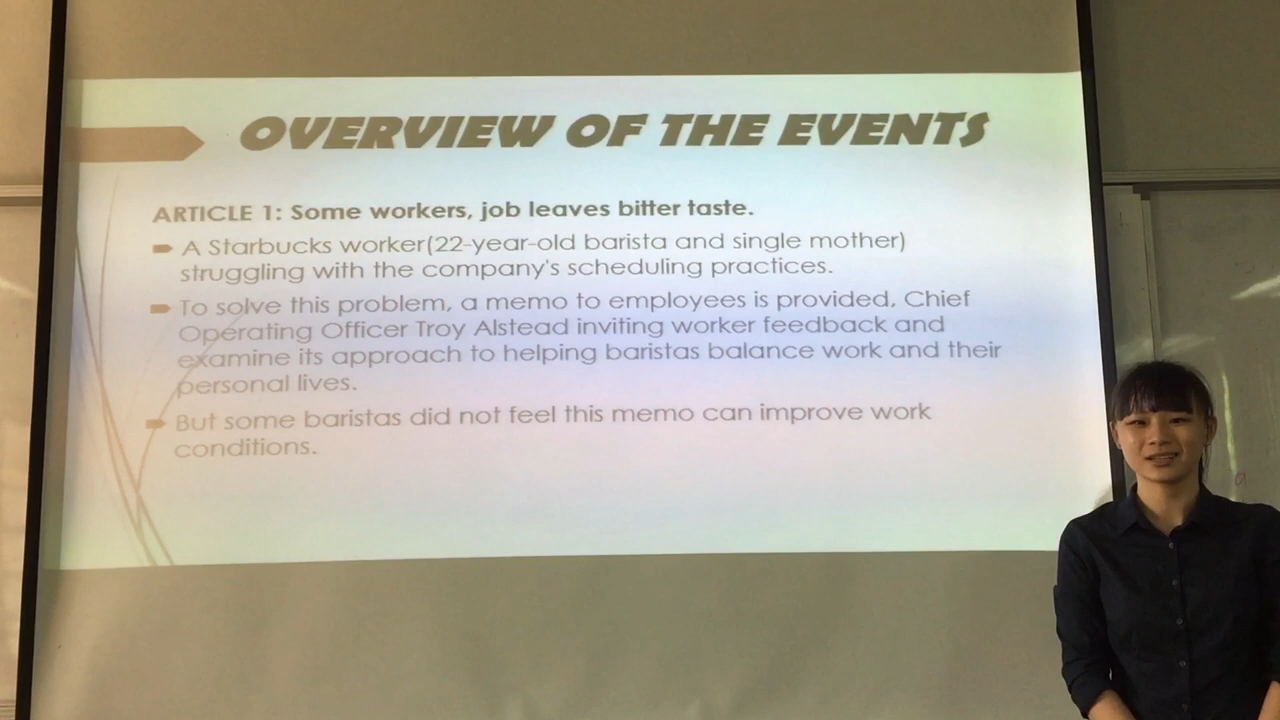 OVERVIEW OF THE EVENTS
ARTICLE 1: Some workers, job leaves bitter taste.
A Starbucks worker(22-year-old barista and single mother)
struggling with the company's scheduling practices.
To solve this problem, a memo to employees is provided, Chief
Operating Officer Troy Alstead inviting worker feedback and
examine its approach to helping baristas balance work and their
personal lives.
But some baristas did not feel this memo can improve work
conditions.